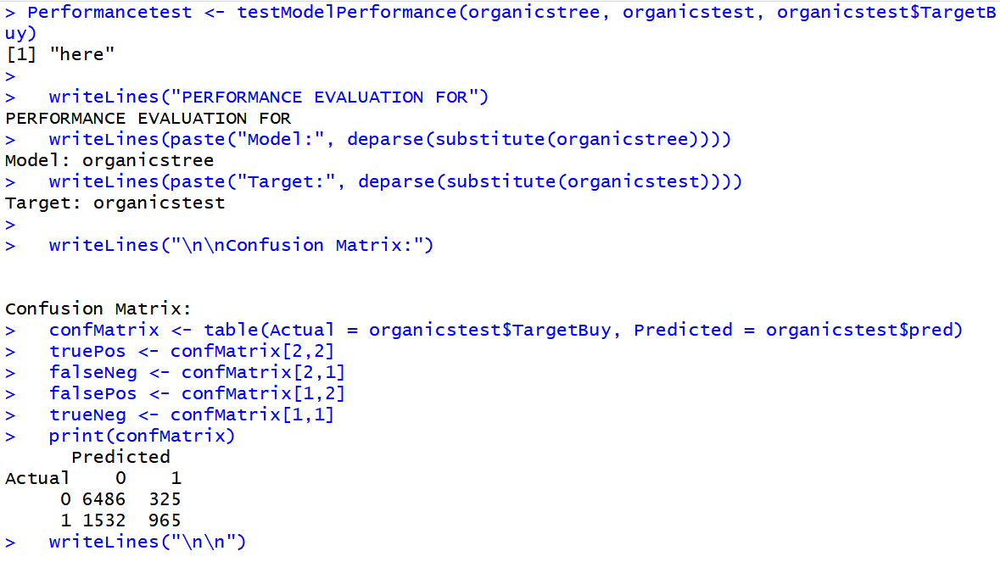 > Performancetest <- testModelPerformance(organicstree, organicstest, organicstest$TargetB
uy)
[1] "here"
>
>   writeLines("PERFORMANCE EVALUATION FOR")
PERFORMANCE EVALUATION FOR
>   writeLines(paste("Model:", deparse(substitute(organicstree))))
Model: organicstree
>   writeLines(paste("Target:", deparse(substitute(organicstest))))
Target: organicstest
>
>   writeLines("\n\nConfusion Matrix:")
Confusion Matrix:
>   confMatrix <- table(Actual = organicstest$TargetBuy, Predicted = organicstest$pred)
>   truePos <- confMatrix[2,2]
>   falseNeg <- confMatrix[2,1]
>   falsePos <- confMatrix[1,2]
>   trueNeg <- confMatrix[1,1]
>   print(confMatrix)
      Predicted
Actual    0    1
     0 6486  325
     1 1532  965
>   writeLines("\n\n")